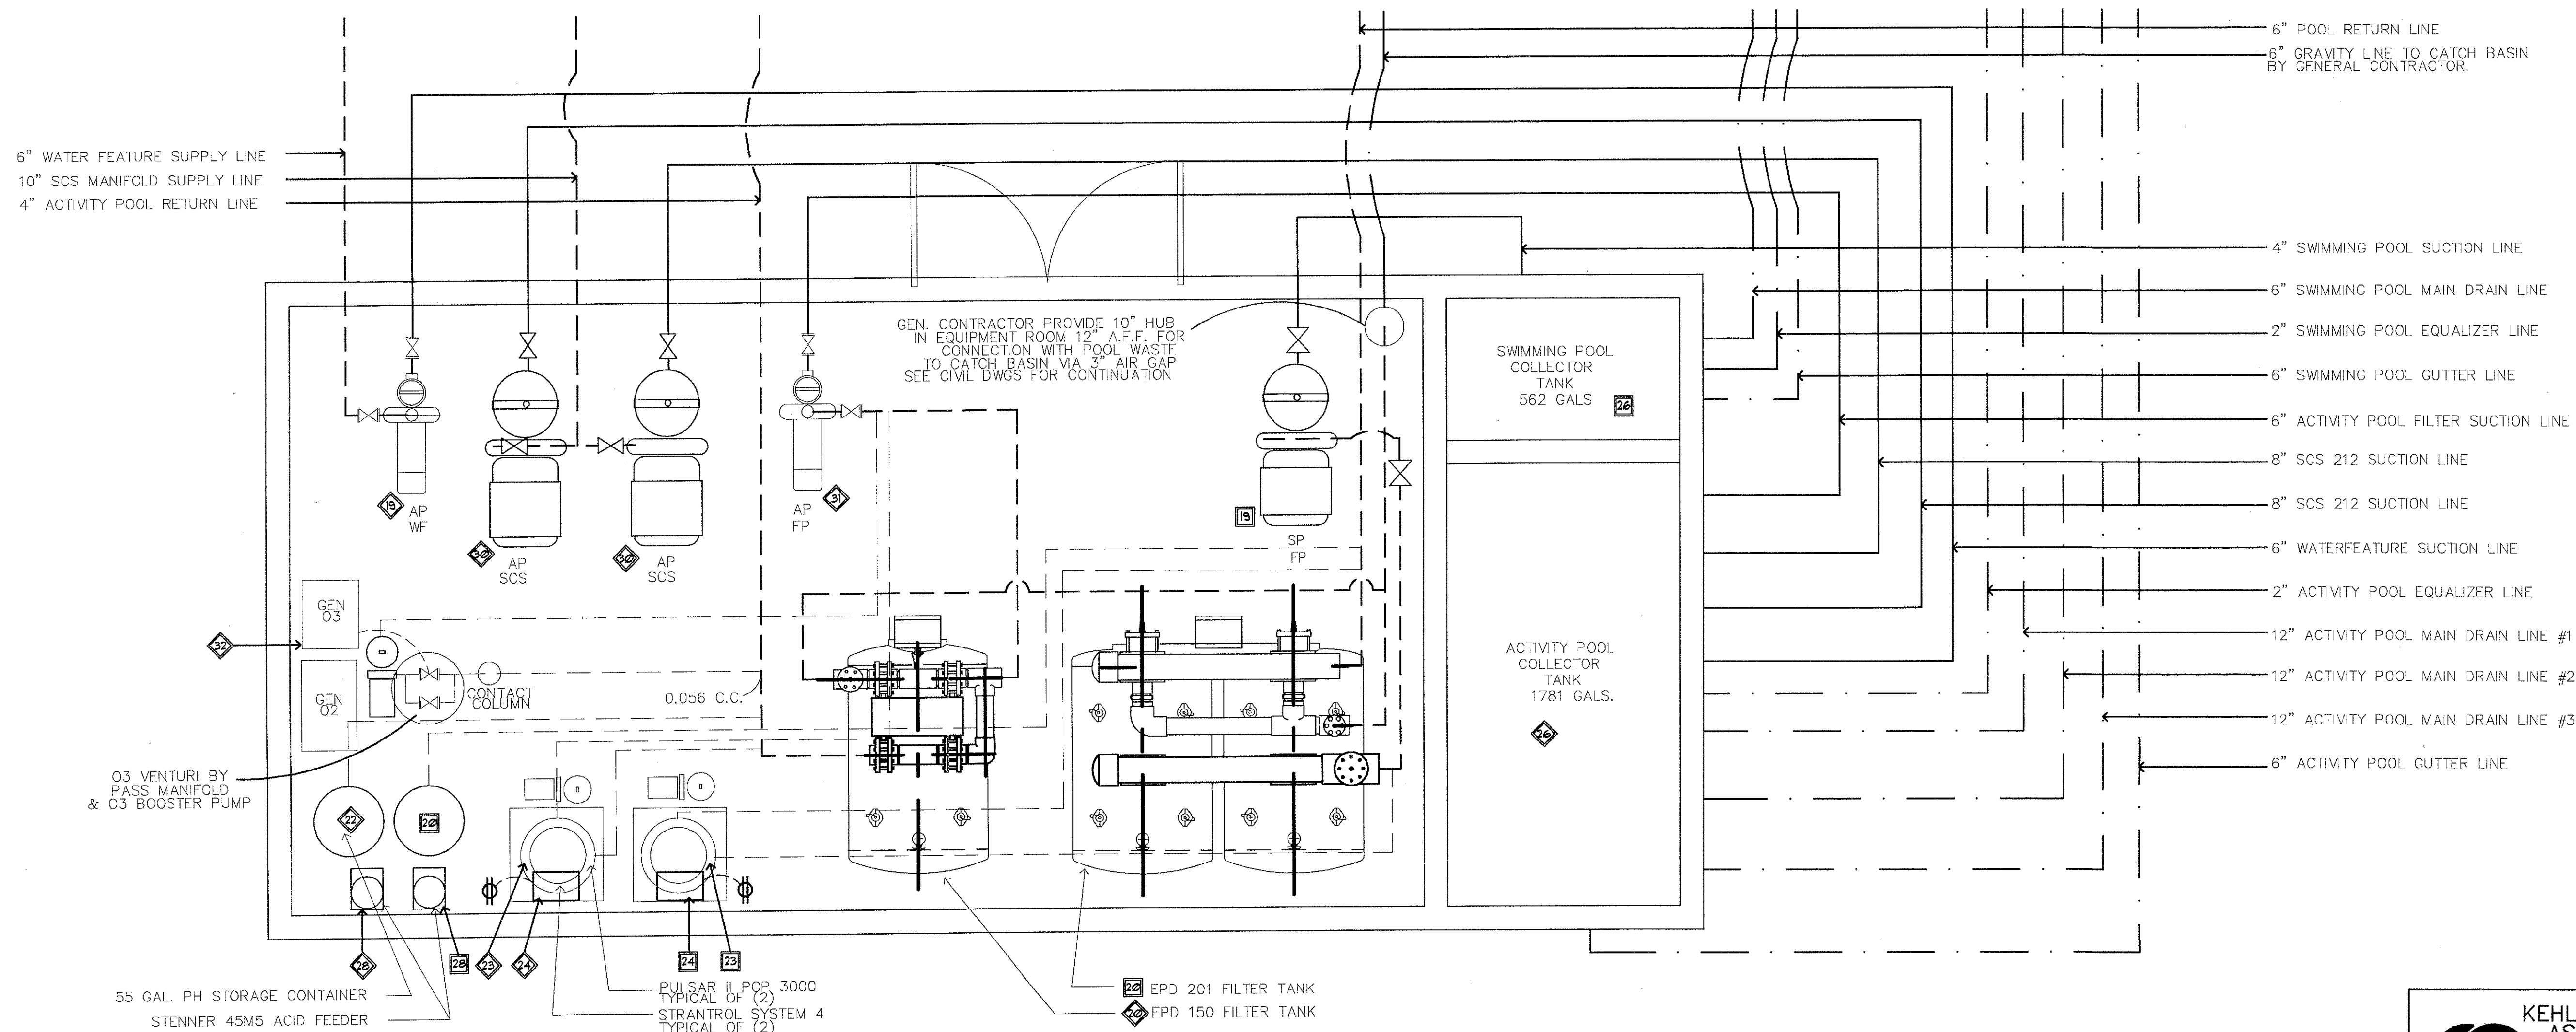 6" POOL RETURN LINE
6" GRAVITY LINE TO CATCH BASIN
BY GENERAL CONTRACTOR.
6" WATER FEATURE SUPPLY LINE
10" SCS MANIFOLD SUPPLY LINE
4" ACTIVITY POOL RETURN LINE
4" SWIMMING POOL SUCTION LINE
6" SWIMMING POOL MAIN DRAIN LINE
2" SWIMMING POOL EQUALIZER LINE
6" SWIMMING POOL GUTTER LINE
6" ACTIVITY POOL FILTER SUCTION LINE
8" SCS 212 SUCTION LINE
8" SCS 212 SUCTION LINE
6" WATERFEATURE SUCTION LINE
2" ACTIVITY POOL EQUALIZER LINE
12" ACTIVITY POOL MAIN DRAIN LINE #1
12" ACTIVITY POOL MAIN DRAIN LINE #2
12" ACTIVITY POOL MAIN DRAIN LINE #3
6" ACTIVITY POOL GUTTER LINE
GEN. CONTRACTOR PROVIDE 10" HUB
IN EQUIPMENT ROOM 12" A.F.F. FOR
CONNECTION WITH POOL WASTE
TO CATCH BASIN VIA 3" AIR GAP
SEE CIVIL DWGS FOR CONTINUATION
SWIMMING POOL
COLLECTOR
TANK
562 GALS
26
ACTIVITY POOL
COLLECTOR
TANK
1781 GALS.
26
19
AP
WF
30
AP
SCS
30
AP
SCS
AP
FP
31
19
SP
FP
GEN
O3
32
GEN
O2
CONTACT
COLUMN
0.056 C.C.
O3 VENTURI BY
PASS MANIFOLD
& O3 BOOSTER PUMP
22
20
28
28
23
24
24
23
55 GAL. PH STORAGE CONTAINER
STENNER 45M5 ACID FEEDER
PULSAR II PCP 3000
TYPICAL OF (2)
STRANTROL SYSTEM 4
TYPICAL OF (2)
20 EPD 201 FILTER TANK
20 EPD 150 FILTER TANK